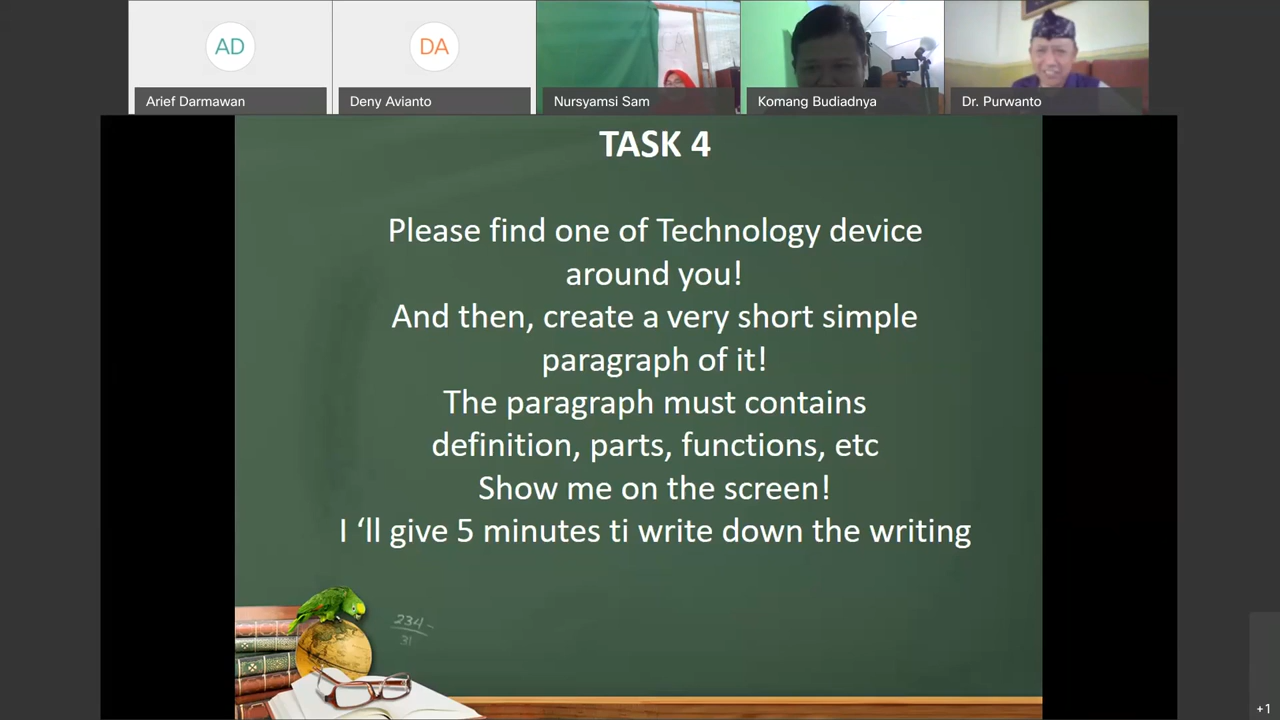 AD
DA
Arief Darmawan
Deny Avianto
Nursyamsi Sam
Komang Budiadnya
Dr. Purwanto
TASK 4
Please find one of Technology device
around you!
And then, create a very short simple
paragraph of it!
The paragraph must contains
definition, parts, functions, etc
Show me on the screen!
I ‘ll give 5 minutes ti write down the writing
234 -
31
+1